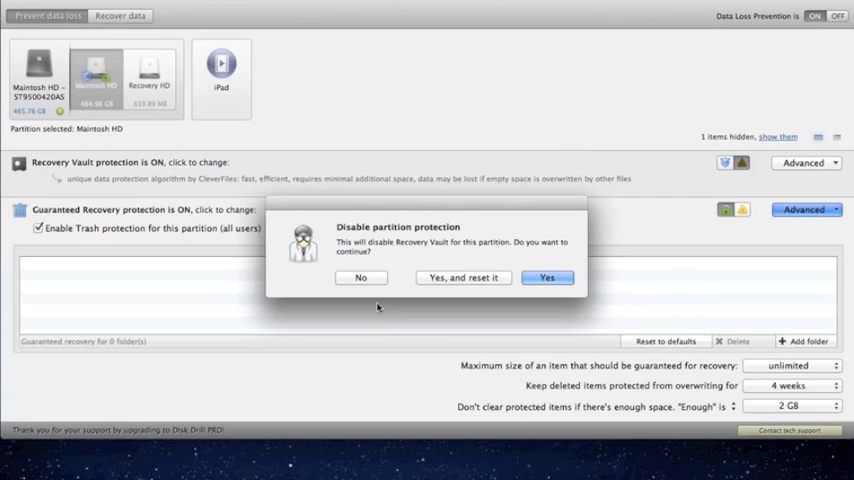 Prevent data loss Recover data Data Loss Prevention is ON OFF
Maintosh HD - ST9500420AS
465.76 GB
Maintosh HD
464.96 GB
Recovery HD
619.89 MB
iPad
Partition selected: Maintosh HD
1 items hidden, show them
Recovery Vault protection is ON, click to change: Advanced
unique data protection algorithm by CleverFiles: fast, efficient, requires minimal additional space, data may be lost if empty space is overwritten by other files
Guaranteed Recovery protection is ON, click to change: Advanced
Enable Trash protection for this partition (all users)
Disable partition protection
This will disable Recovery Vault for this partition. Do you want to
continue?
No Yes, and reset it Yes
Guaranteed recovery for 0 folder(s) Reset to defaults Delete Add folder
Maximum size of an item that should be guaranteed for recovery: unlimited
Keep deleted items protected from overwriting for 4 weeks
Don't clear protected items if there's enough space. "Enough" is 2 GB
Thank you for your support by upgrading to Disk Drill PRO! Contact tech support